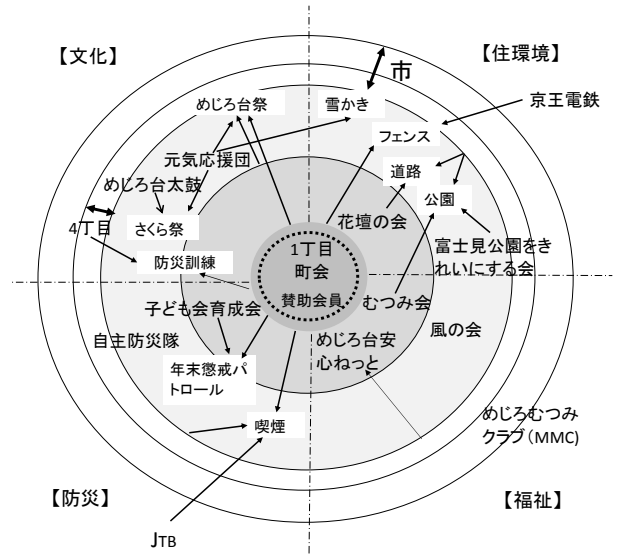 【文化】
【住環境】
市
めじろ台祭
雪かき
京王電鉄
フェンス
元気応援団
道路
めじろ台太鼓
公園
4丁目
さくら祭
花壇の会
富士見公園をき
れいにする会
防災訓練
1丁目
町会
賛助会員
子ども会育成会
むつみ会
風の会
自主防災隊
めじろ台安
心ねっと
年末懲戒パ
トロール
喫煙
めじろむつみ
クラブ（MMC)
【防災】
【福祉】
JTB